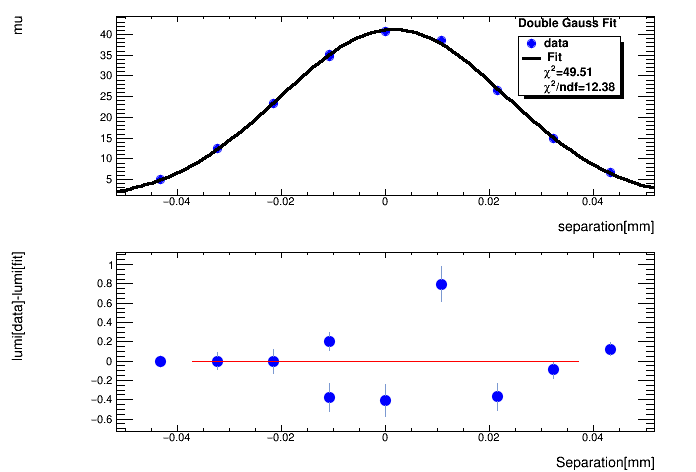 mu
Double Gauss Fit
data
Fit
χ²=49.51
χ²/ndf=12.38
40
35
30
25
20
15
10
5
−0.04 −0.02 0 0.02 0.04
separation[mm]
lumi[data]-lumi[fit]
1
0.8
0.6
0.4
0.2
0
−0.2
−0.4
−0.6
−0.04 −0.02 0 0.02 0.04
Separation[mm]